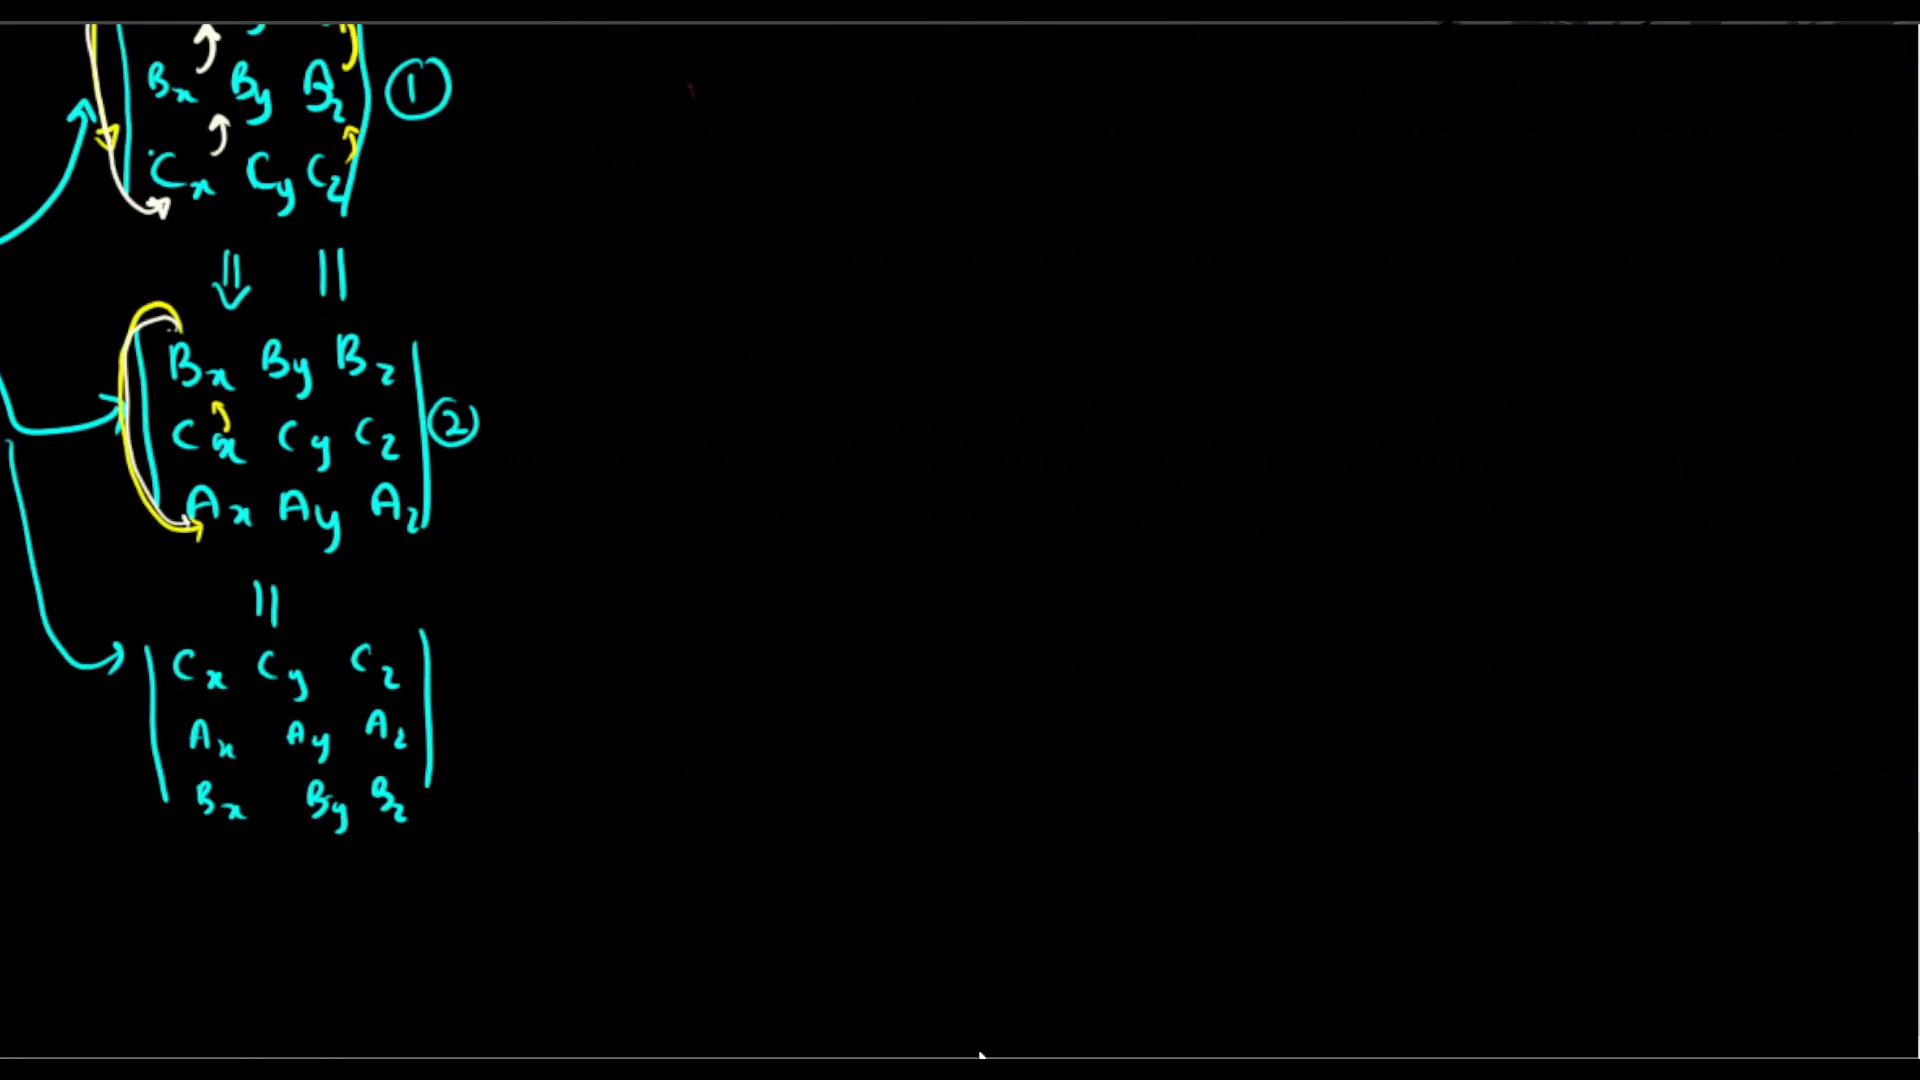 Bx By Bz ①
Cx Cy Cz
⇓ ||
Bx By Bz
Cx Cy Cz ②
Ax Ay Az
||
Cx Cy Cz
Ax Ay Az
Bx By Bz